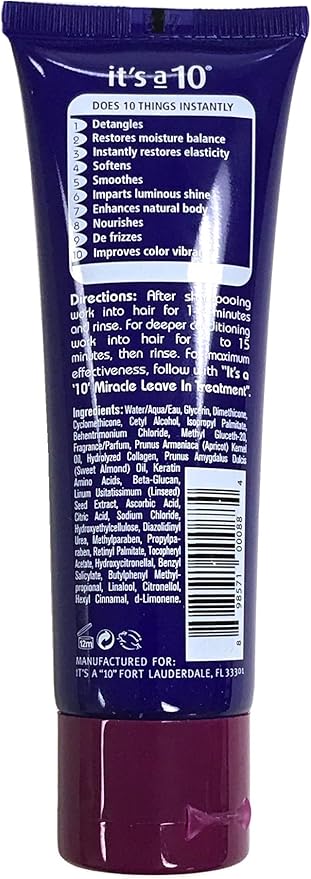 it's a 10®
DOES 10 THINGS INSTANTLY
1 Detangles
2 Restores moisture balance
3 Instantly restores elasticity
4 Softens
5 Smoothes
6 Imparts luminous shine
7 Enhances natural body
8 Nourishes
9 De frizzes
10 Improves color
Directions: After shampooing
work into hair for minutes
and rinse. For deeper conditioning
work into hair for to 15
minutes, then rinse. For maximum
effectiveness, follow with "It's a
'10' Miracle Leave In Treatment".
Ingredients: Water/Aqua/Eau, Glycerin, Dimethicone,
Cyclomethicone, Cetyl Alcohol, Isopropyl Palmitate,
Behentrimonium Chloride, Methyl Gluceth-20,
Fragrance/Parfum, Prunus Armeniaca (Apricot) Kernel
Oil, Hydrolyzed Collagen, Prunus Amygdalus Dulcis
(Sweet Almond) Oil, Keratin
Amino Acids, Beta-Glucan,
Linum Usitatissimum (Linseed)
Seed Extract, Ascorbic Acid,
Citric Acid, Sodium Chloride,
Hydroxyethylcellulose, Diazolidinyl
Urea, Methylparaben, Propylpa-
raben, Retinyl Palmitate, Tocopheryl
Acetate, Hydroxycitronellal, Benzyl
Salicylate, Butylphenyl Methyl-
propional, Linalool, Citronellol,
Hexyl Cinnamal, d-Limonene.
8 98571 00088 4
12m
MANUFACTURED FOR:
IT'S A "10" FORT LAUDERDALE, FL 33301